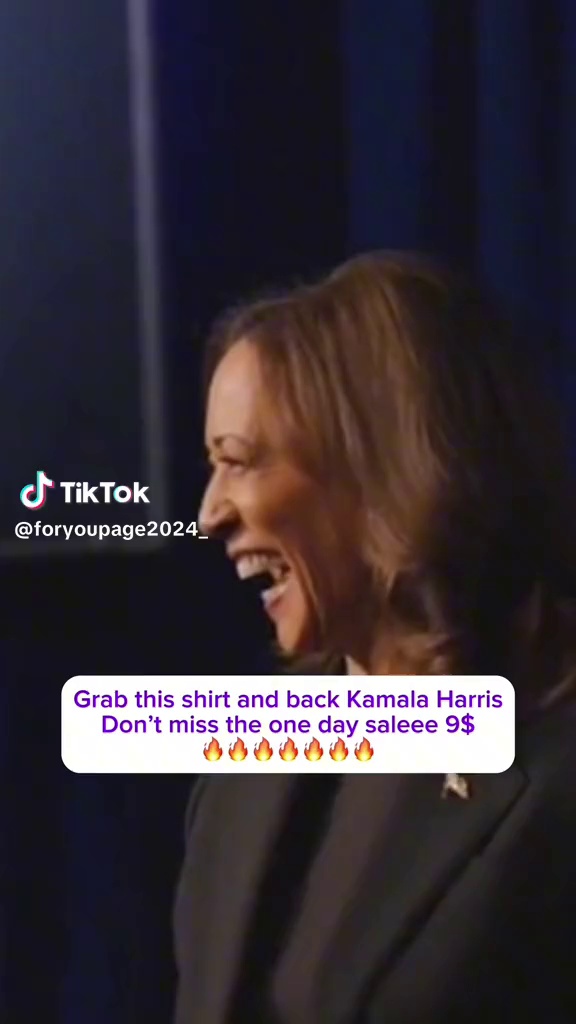 TikTok
@foryoupage2024_
Grab this shirt and back Kamala Harris
Don’t miss the one day saleee 9$
🔥🔥🔥🔥🔥🔥🔥